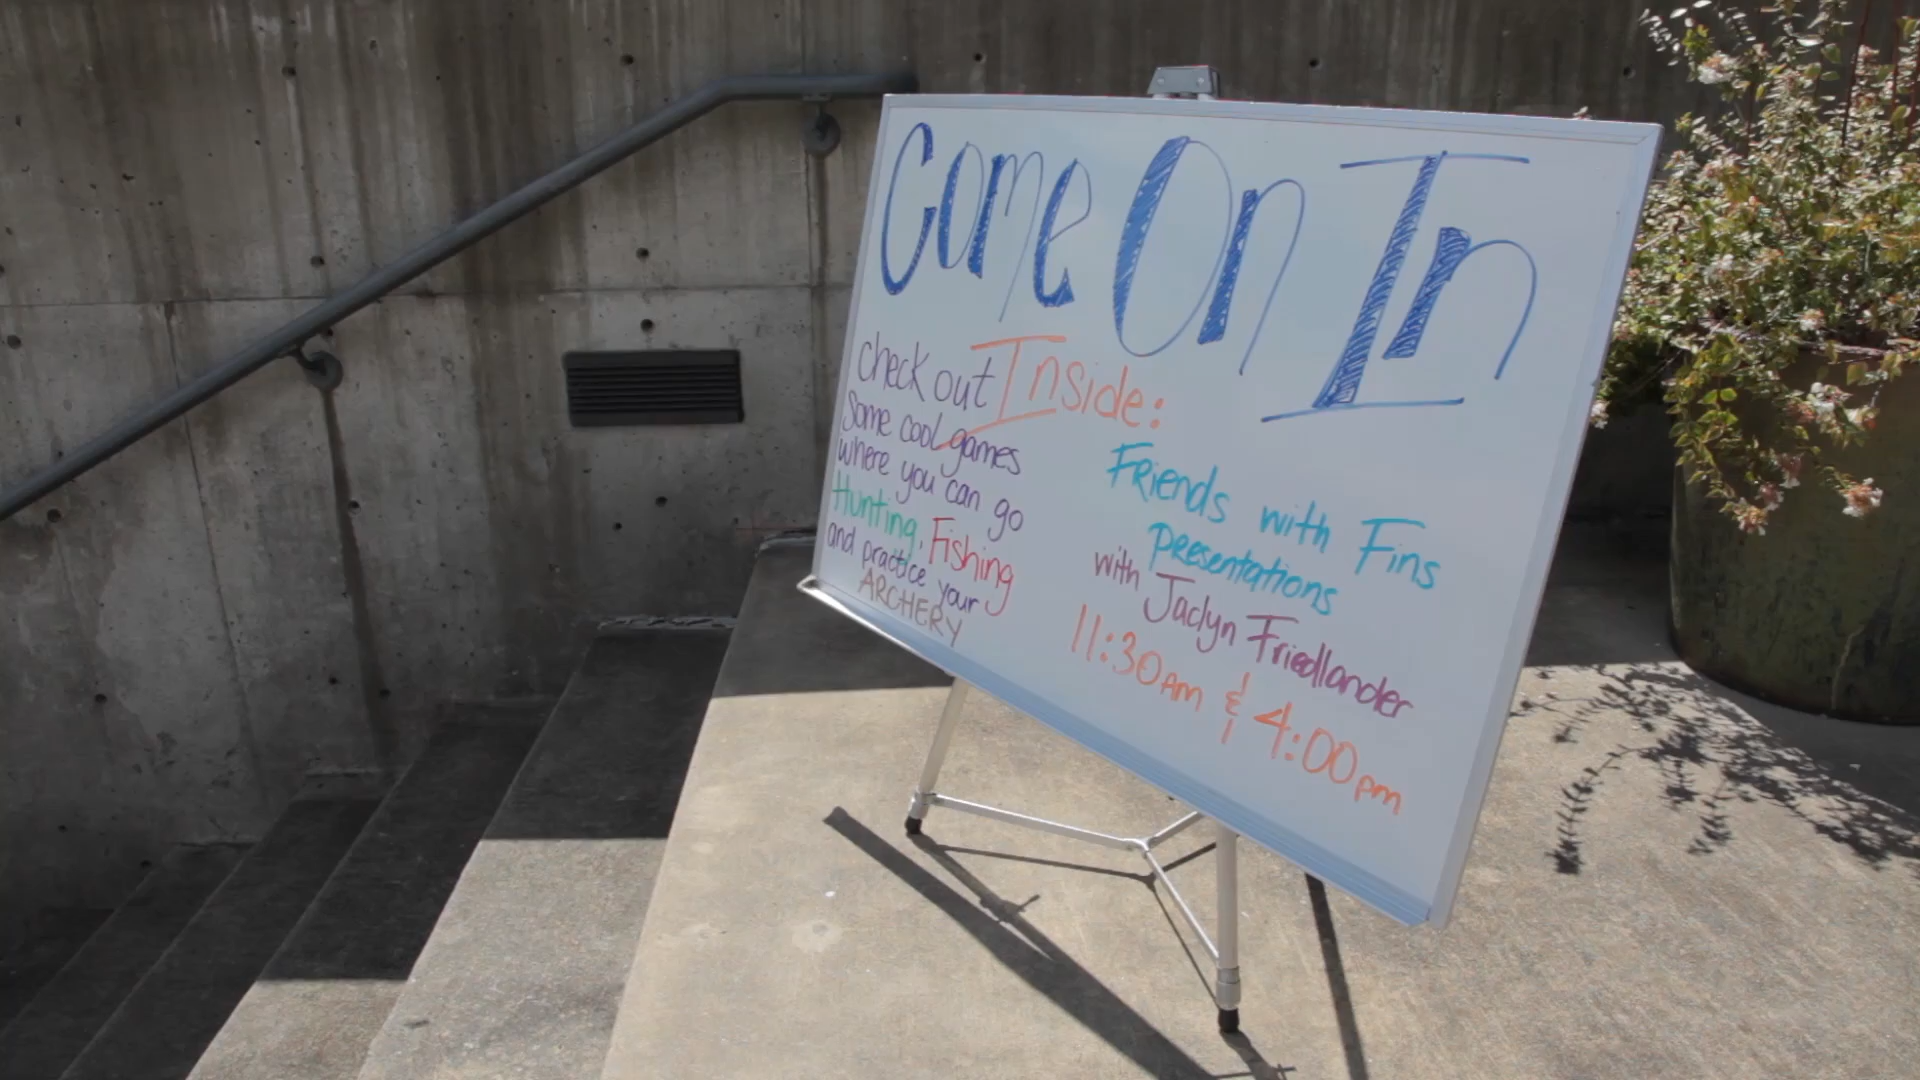 Come On In
check out Inside:
Some cool games
where you can go
Hunting, Fishing
and practice your
ARCHERY
Friends with Fins
Presentations
with Jaclyn Friedlander
11:30am & 4:00pm